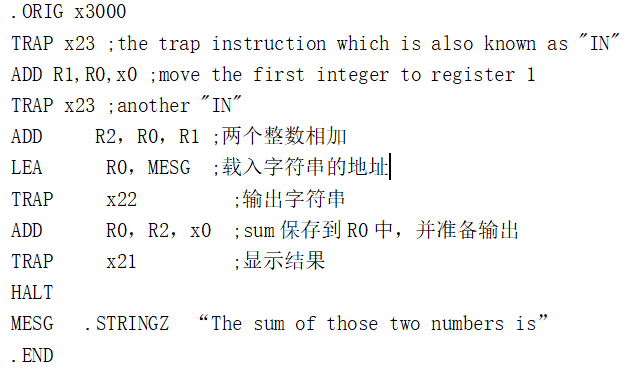 .ORIG x3000
TRAP x23 ;the trap instruction which is also known as "IN"
ADD R1,R0,x0 ;move the first integer to register 1
TRAP x23 ;another "IN"
ADD R2，R0，R1 ;两个整数相加
LEA R0，MESG ;载入字符串的地址
TRAP x22 ;输出字符串
ADD R0，R2，x0 ;sum保存到R0中，并准备输出
TRAP x21 ;显示结果
HALT
MESG .STRINGZ “The sum of those two numbers is”
.END